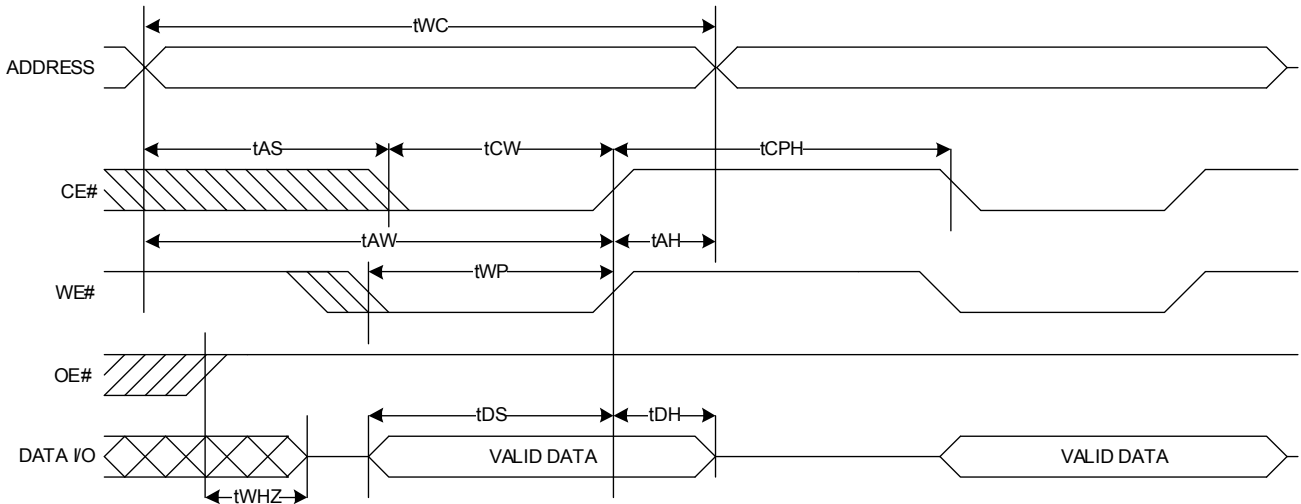 tWC
ADDRESS
tAS tCW tCPH
CE#
tAW tAH
tWP
WE#
OE#
tDS tDH
DATA I/O VALID DATA VALID DATA
tWHZ